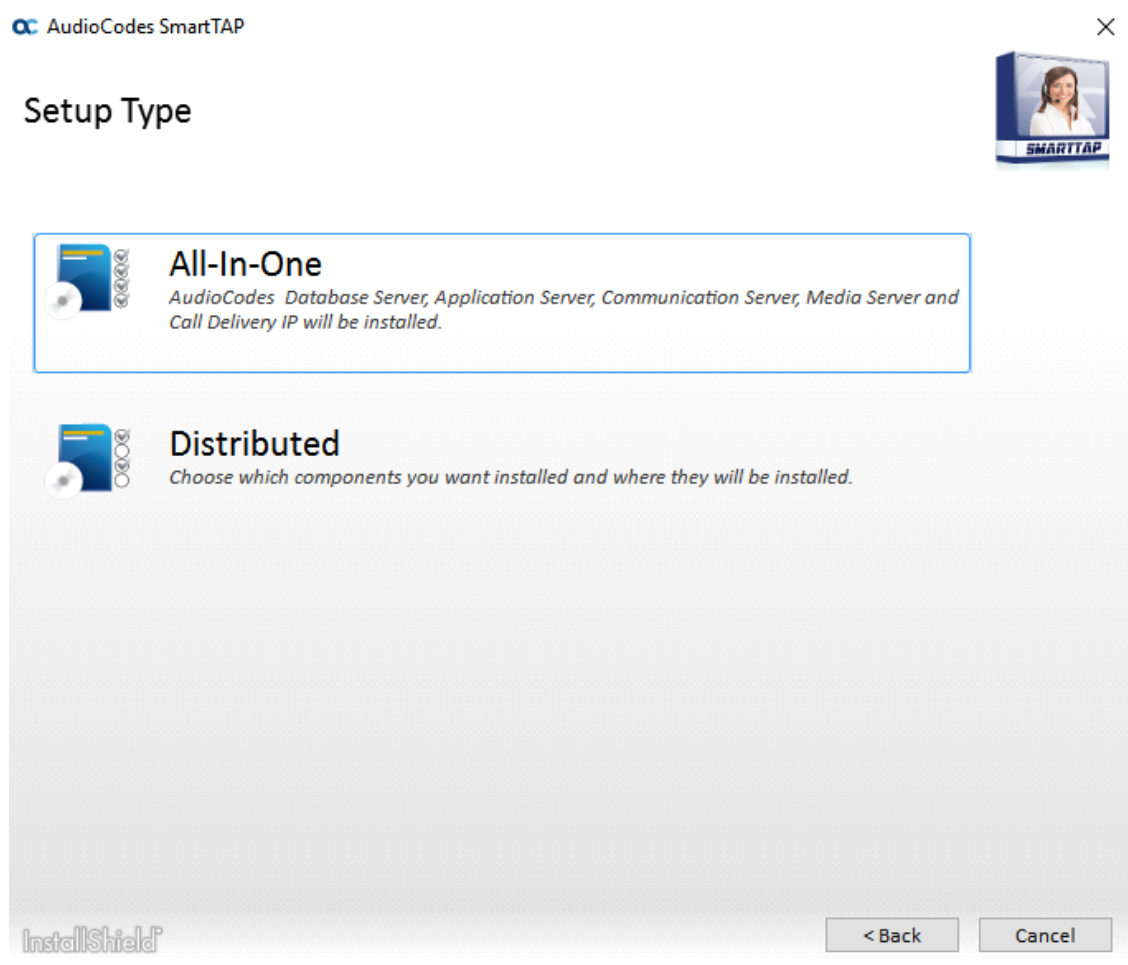 AudioCodes SmartTAP
Setup Type
SMARTTAP
All-In-One
AudioCodes  Database Server, Application Server, Communication Server, Media Server and
Call Delivery IP will be installed.
Distributed
Choose which components you want installed and where they will be installed.
InstallShield
< Back
Cancel